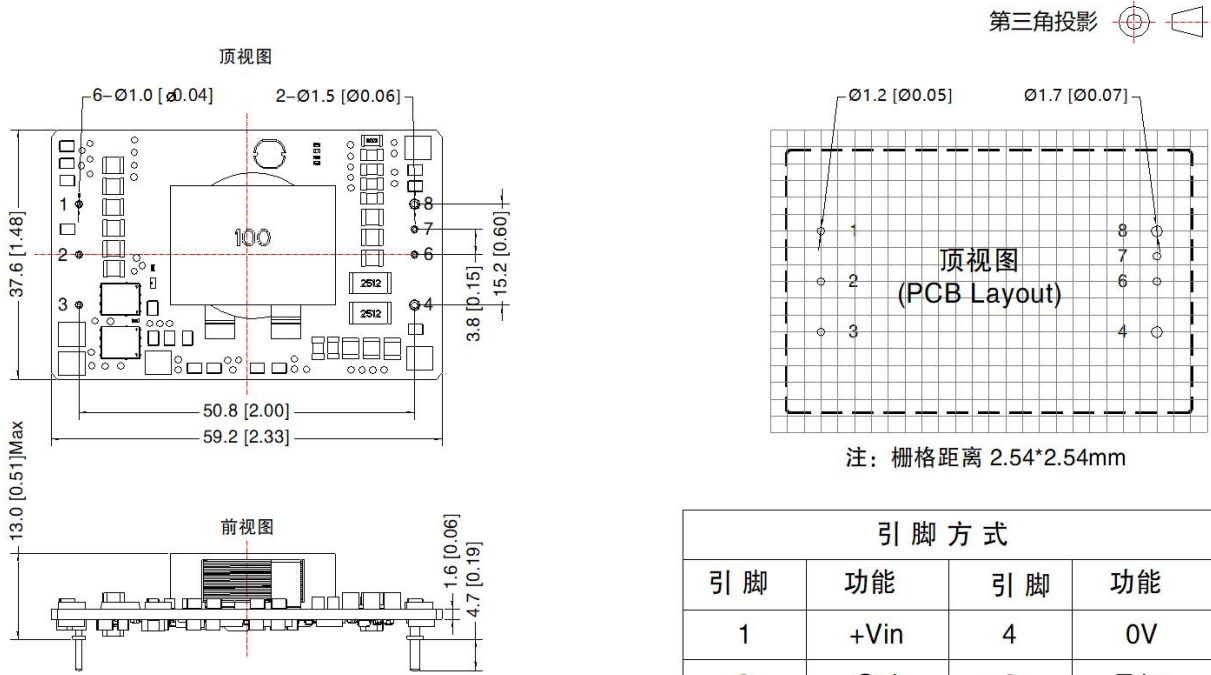 第三角投影
顶视图
6-Ø1.0 [Ø0.04]
2-Ø1.5 [Ø0.06]
Ø1.2 [Ø0.05]
Ø1.7 [Ø0.07]
100
2512
2512
1
2
3
8
7
6
4
37.6 [1.48]
3.8 [0.15]
15.2 [0.60]
50.8 [2.00]
59.2 [2.33]
1
2
3
8
7
6
4
顶视图
(PCB Layout)
注：栅格距离 2.54*2.54mm
13.0 [0.51]Max
前视图
1.6 [0.06]
4.7 [0.19]
引 脚 方 式
引 脚 功能 引 脚 功能
1 +Vin 4 0V